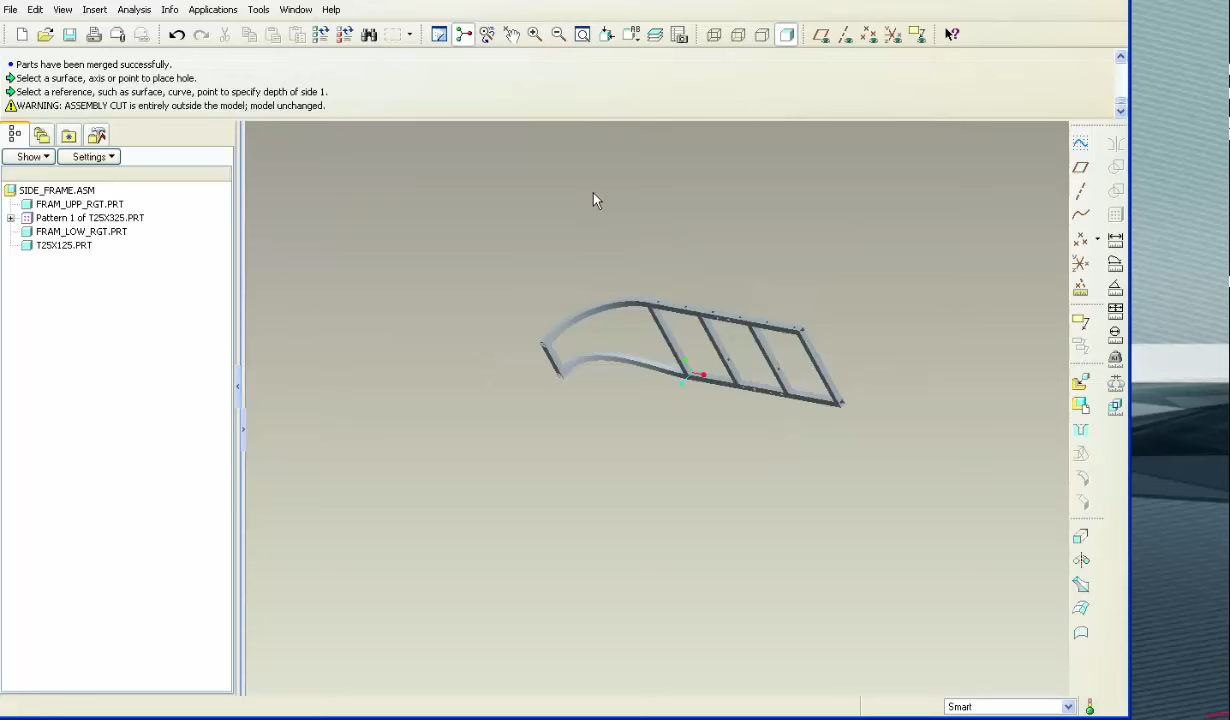 File Edit View Insert Analysis Info Applications Tools Window Help
Parts have been merged successfully.
Select a surface, axis or point to place hole.
Select a reference, such as surface, curve, point to specify depth of side 1.
WARNING: ASSEMBLY CUT is entirely outside the model; model unchanged.
Show Settings
SIDE_FRAME.ASM
FRAM_UPP_RGT.PRT
Pattern 1 of T25X325.PRT
FRAM_LOW_RGT.PRT
T25X125.PRT
Smart